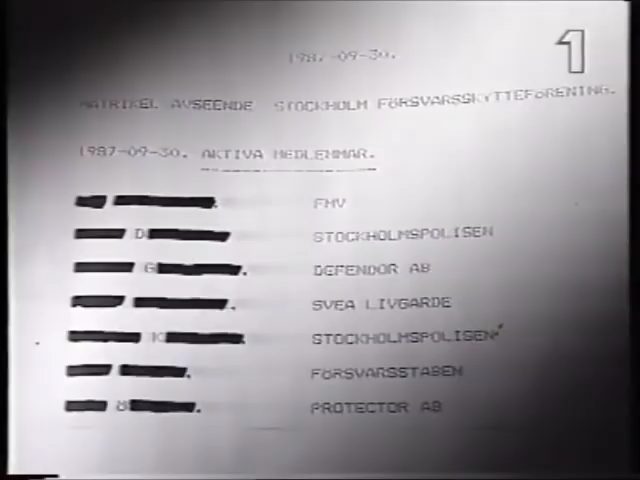 1
1987-09-30.
MATRIKEL AVSEENDE STOCKHOLM FÖRSVARSSKYTTEFÖRENING.
1987-09-30. AKTIVA MEDLEMMAR.
FMV
D STOCKHOLMSPOLISEN
G . DEFENDOR AB
. SVEA LIVGARDE
K STOCKHOLMSPOLISEN
. FÖRSVARSSTABEN
Ö . PROTECTOR AB